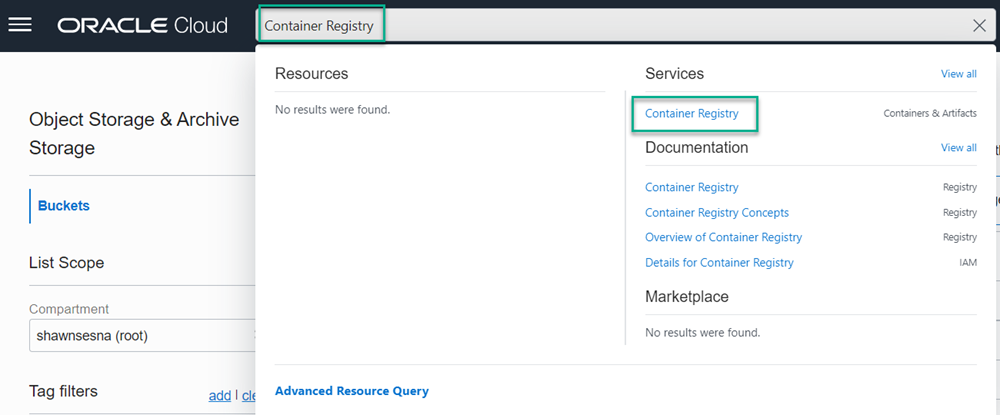 ORACLE Cloud
Container Registry
Object Storage & Archive
Storage
Buckets
List Scope
Compartment
shawnsesna (root)
Tag filters
add |
Resources
No results were found.
Services
View all
Container Registry
Containers & Artifacts
Documentation
View all
Container Registry
Registry
Container Registry Concepts
Registry
Overview of Container Registry
Registry
Details for Container Registry
IAM
Marketplace
No results were found.
Advanced Resource Query